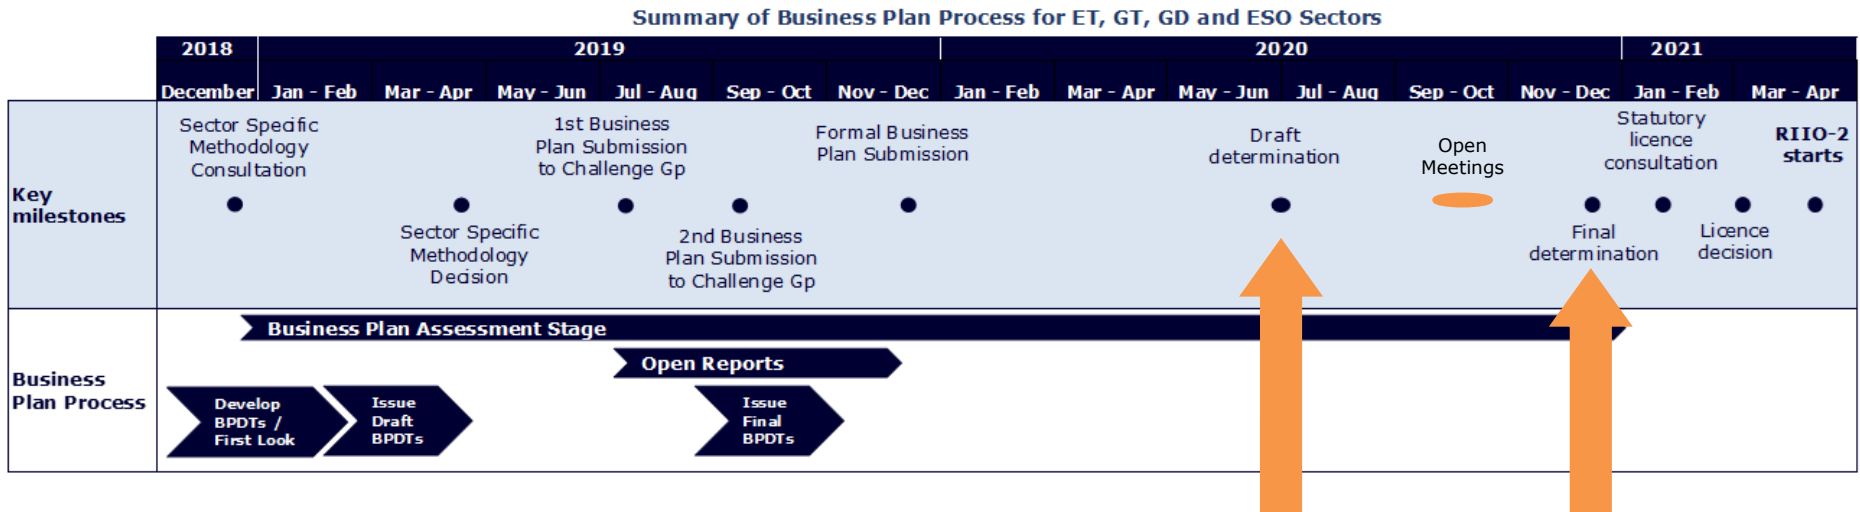 Summary of Business Plan Process for ET, GT, GD and ESO Sectors
2018
2019
2020
2021
December
Jan - Feb
Mar - Apr
May - Jun
Jul - Aug
Sep - Oct
Nov - Dec
Jan - Feb
Mar - Apr
May - Jun
Jul - Aug
Sep - Oct
Nov - Dec
Jan - Feb
Mar - Apr
Key
milestones
Sector Specific
Methodology
Consultation
Sector Specific
Methodology
Decision
1st Business
Plan Submission
to Challenge Gp
2nd Business
Plan Submission
to Challenge Gp
Formal Business
Plan Submission
Draft
determination
Open
Meetings
Final
determination
Statutory
licence
consultation
Licence
decision
RIIO-2
starts
Business
Plan Process
Business Plan Assessment Stage
Open Reports
Develop
BPDTs /
First Look
Issue
Draft
BPDTs
Issue
Final
BPDTs